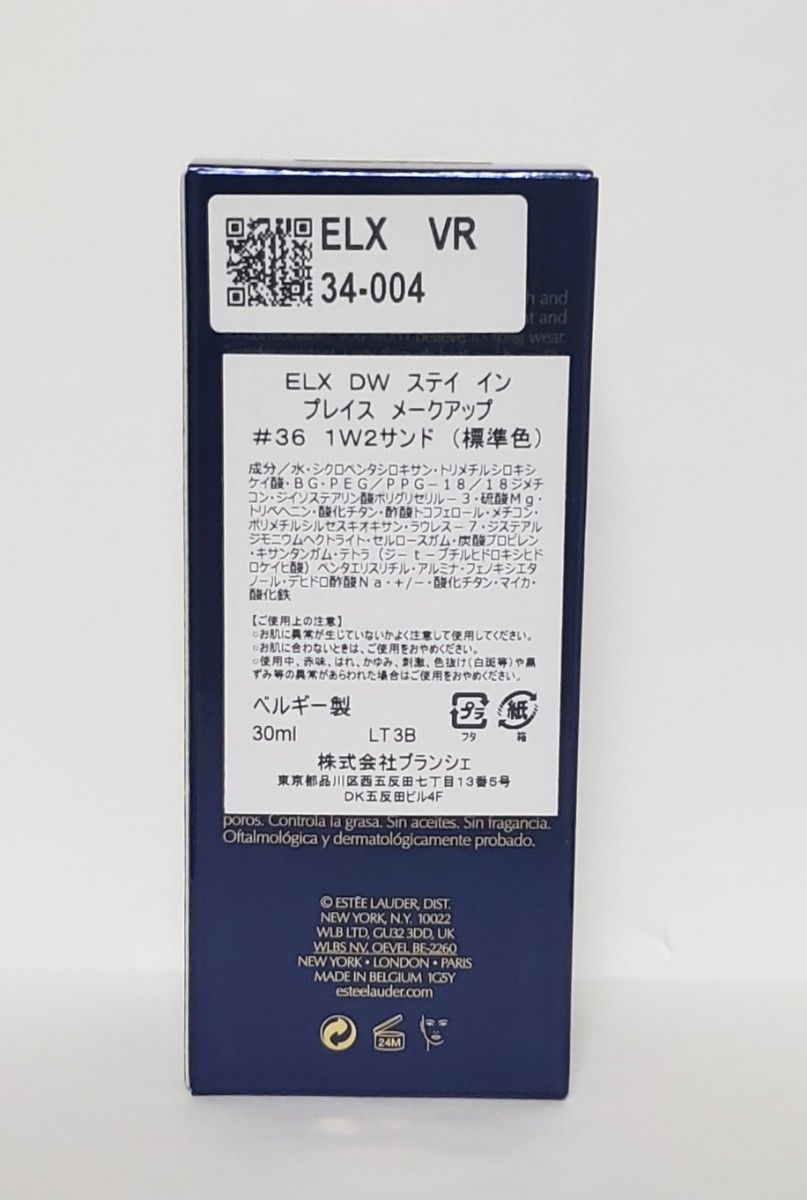 ELX VR
34-004
h and
nt and
so comfortable, you won't believe it's long wear.
ELX DW ステイ イン
プレイス メークアップ
#36 1W2サンド (標準色)
成分/水・シクロペンタシロキサン・トリメチルシロキシ
ケイ酸・BG・PEG/PPG-18/18ジメチ
コン・ジイソステアリン酸ポリグリセリル-3・硫酸Mg・
トリベヘニン・酸化チタン・酢酸トコフェロール・メチコン・
ポリメチルシルセスキオキサン・ラウレス-7・ジステアル
ジモニウムヘクトライト・セルロースガム・炭酸プロピレン
・キサンタンガム・テトラ(ジーt-ブチルヒドロキシヒド
ロケイヒ酸)ペンタエリスリチル・アルミナ・フェノキシエタ
ノール・デヒドロ酢酸Na・+/-・酸化チタン・マイカ・
酸化鉄
【ご使用上の注意】
○お肌に異常が生じていないかよく注意して使用してください。
○お肌に合わないときは、ご使用をおやめください。
○使用中、赤味、はれ、かゆみ、刺激、色抜け(白斑等)や黒
ずみ等の異常があらわれた場合はご使用をおやめください。
ベルギー製
プラ 紙
フタ 箱
30ml LT3B
株式会社ブランシェ
東京都品川区西五反田七丁目13番5号
DK五反田ビル4F
poros. Controla la grasa. Sin aceites. Sin fragancia.
Oftalmológica y dermatológicamente probado.
© ESTĒE LAUDER, DIST.
NEW YORK, N.Y. 10022
WLB LTD, GU32 3DD, UK
WLBS NV, OEVEL BE-2260
NEW YORK • LONDON • PARIS
MADE IN BELGIUM 1G5Y
esteelauder.com
24M